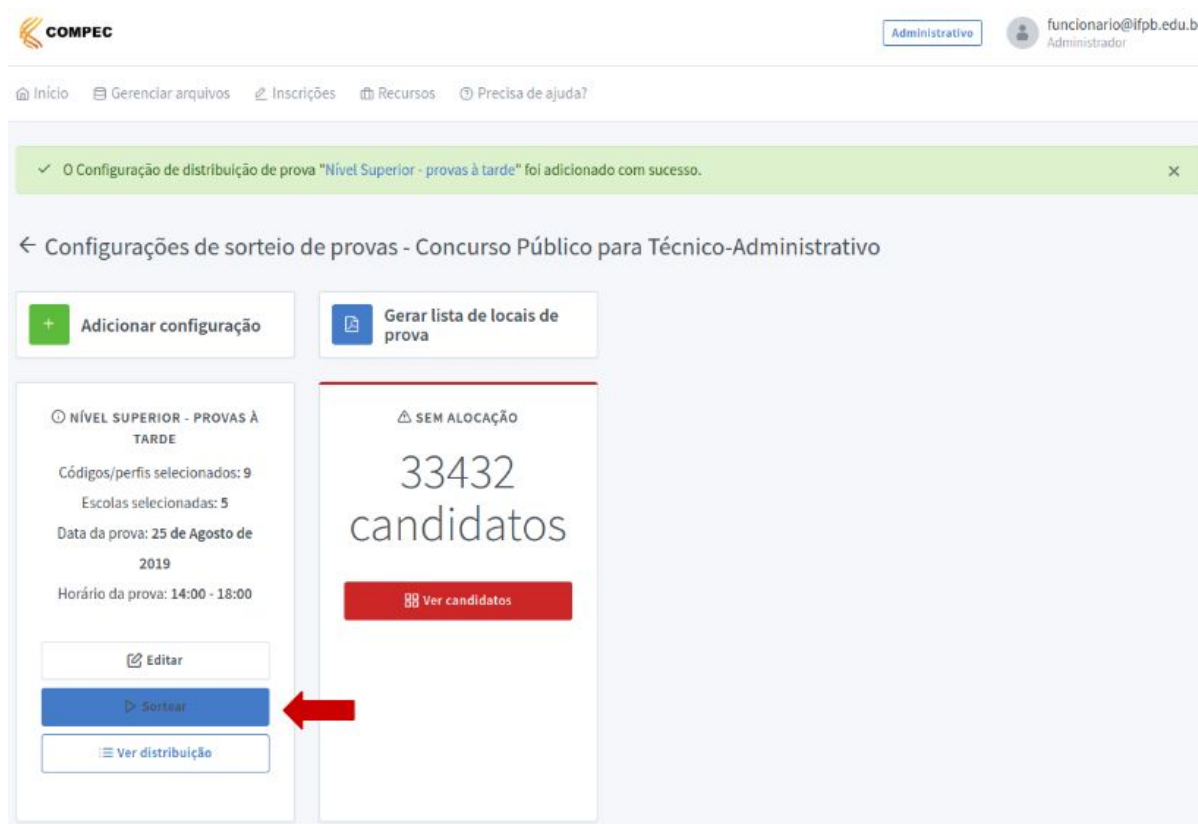 COMPEC
Administrativo
funcionario@ifpb.edu.b
Administrador
Início
Gerenciar arquivos
Inscrições
Recursos
Precisa de ajuda?
O Configuração de distribuição de prova "Nível Superior - provas à tarde" foi adicionado com sucesso.
Configurações de sorteio de provas - Concurso Público para Técnico-Administrativo
Adicionar configuração
Gerar lista de locais de
prova
NÍVEL SUPERIOR - PROVAS À
TARDE
Códigos/perfis selecionados: 9
Escolas selecionadas: 5
Data da prova: 25 de Agosto de
2019
Horário da prova: 14:00 - 18:00
Editar
Sortear
Ver distribuição
SEM ALOCAÇÃO
33432
candidatos
Ver candidatos